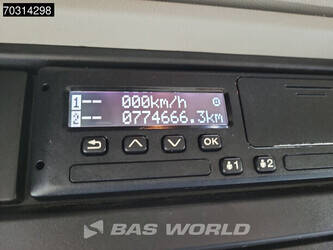 70314298
1 -- 000km/h
2 -- 0774666.3km
OK
1 2
BAS WORLD